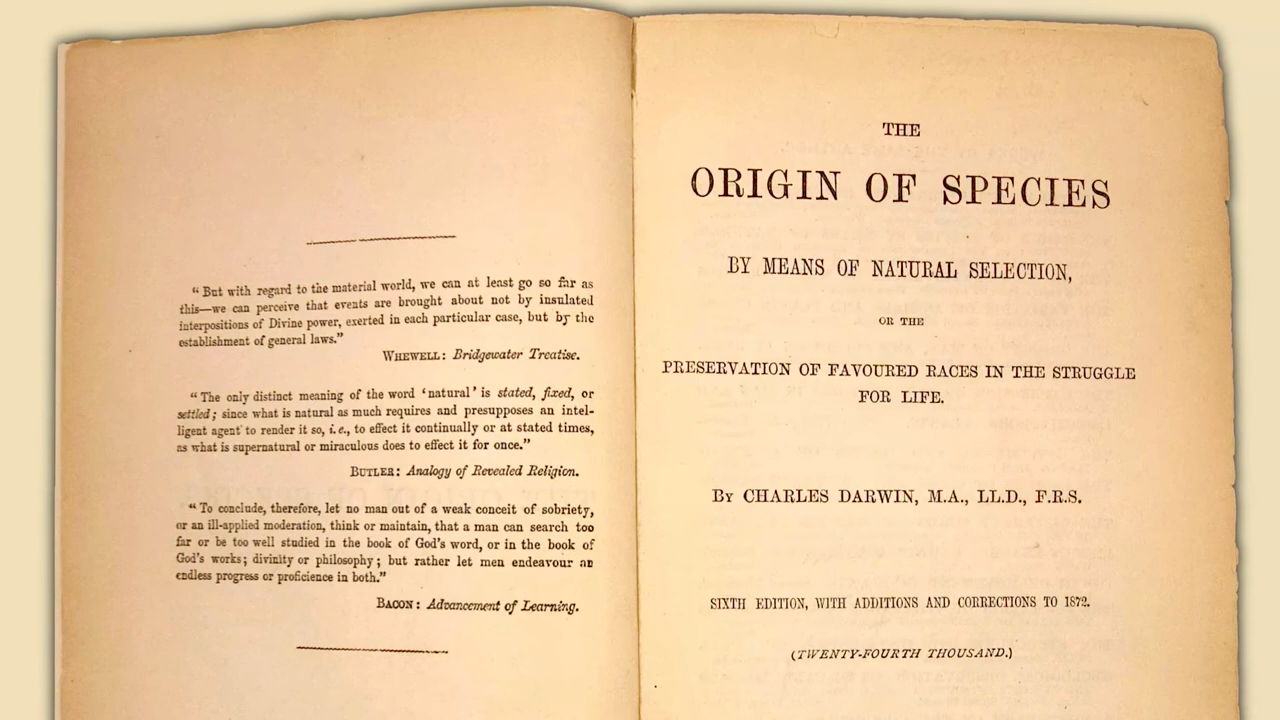 “ But with regard to the material world, we can at least go so far as
this—we can perceive that events are brought about not by insulated
interpositions of Divine power, exerted in each particular case, but by the
establishment of general laws.”
WHEWELL: Bridgewater Treatise.
“ The only distinct meaning of the word ‘natural’ is stated, fixed, or
settled; since what is natural as much requires and presupposes an intel-
ligent agent to render it so, i.e., to effect it continually or at stated times,
as what is supernatural or miraculous does to effect it for once.”
BUTLER: Analogy of Revealed Religion.
“ To conclude, therefore, let no man out of a weak conceit of sobriety,
or an ill-applied moderation, think or maintain, that a man can search too
far or be too well studied in the book of God’s word, or in the book of
God’s works; divinity or philosophy; but rather let men endeavour an
endless progress or proficience in both.”
BACON: Advancement of Learning.
THE
ORIGIN OF SPECIES
BY MEANS OF NATURAL SELECTION,
OR THE
PRESERVATION OF FAVOURED RACES IN THE STRUGGLE
FOR LIFE.
BY CHARLES DARWIN, M.A., LL.D., F.R.S.
SIXTH EDITION, WITH ADDITIONS AND CORRECTIONS TO 1872.
(TWENTY-FOURTH THOUSAND.)